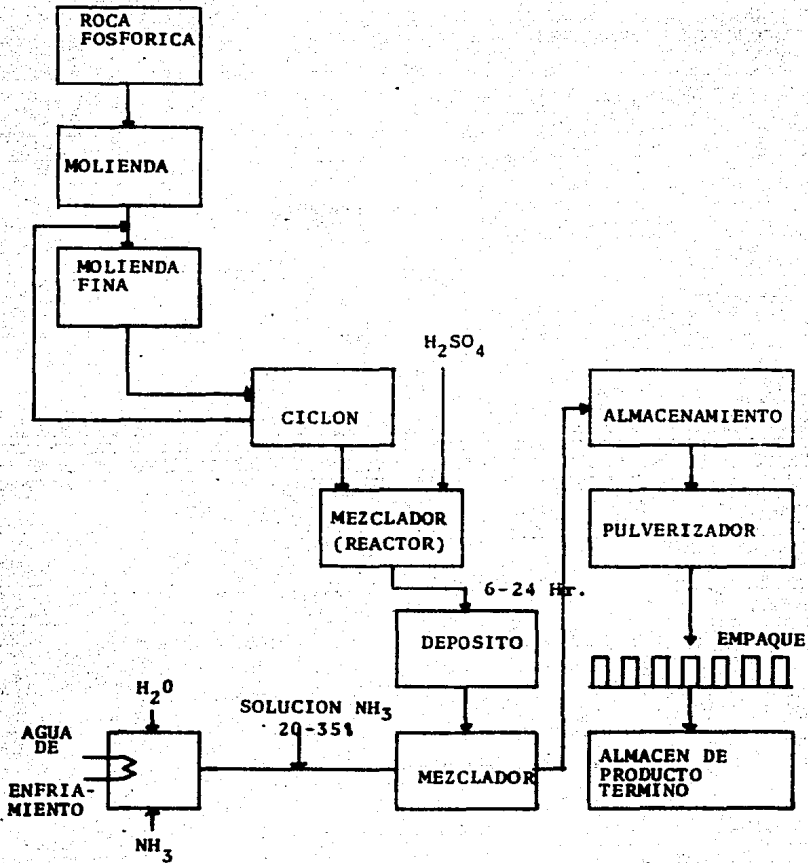 ROCA
FOSFORICA
MOLIENDA
MOLIENDA
FINA
CICLON
H2SO4
MEZCLADOR
(REACTOR)
6-24 Hr.
DEPOSITO
H2O
AGUA
DE
ENFRIA-
MIENTO
NH3
SOLUCION NH3
20-35%
MEZCLADOR
ALMACENAMIENTO
PULVERIZADOR
EMPAQUE
ALMACEN DE
PRODUCTO
TERMINO